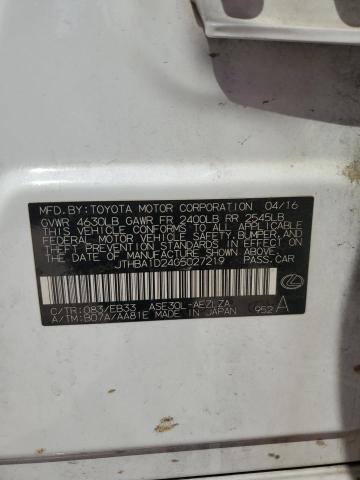 MFD.BY: TOYOTA MOTOR CORPORATION 04/16
GVWR 4630LB GAWR FR 2400LB RR 2545LB
THIS VEHICLE CONFORMS TO ALL APPLICABLE
FEDERAL MOTOR VEHICLE SAFETY, BUMPER, AND
THEFT PREVENTION STANDARDS IN EFFECT ON
THE DATE OF MANUFACTURE SHOWN ABOVE.
JTHBA1D24G5027219 PASS.CAR
C/TR: 083/EB33 ASE30L-AEZLZA
A/TM: B07A/AA81E MADE IN JAPAN 952 A